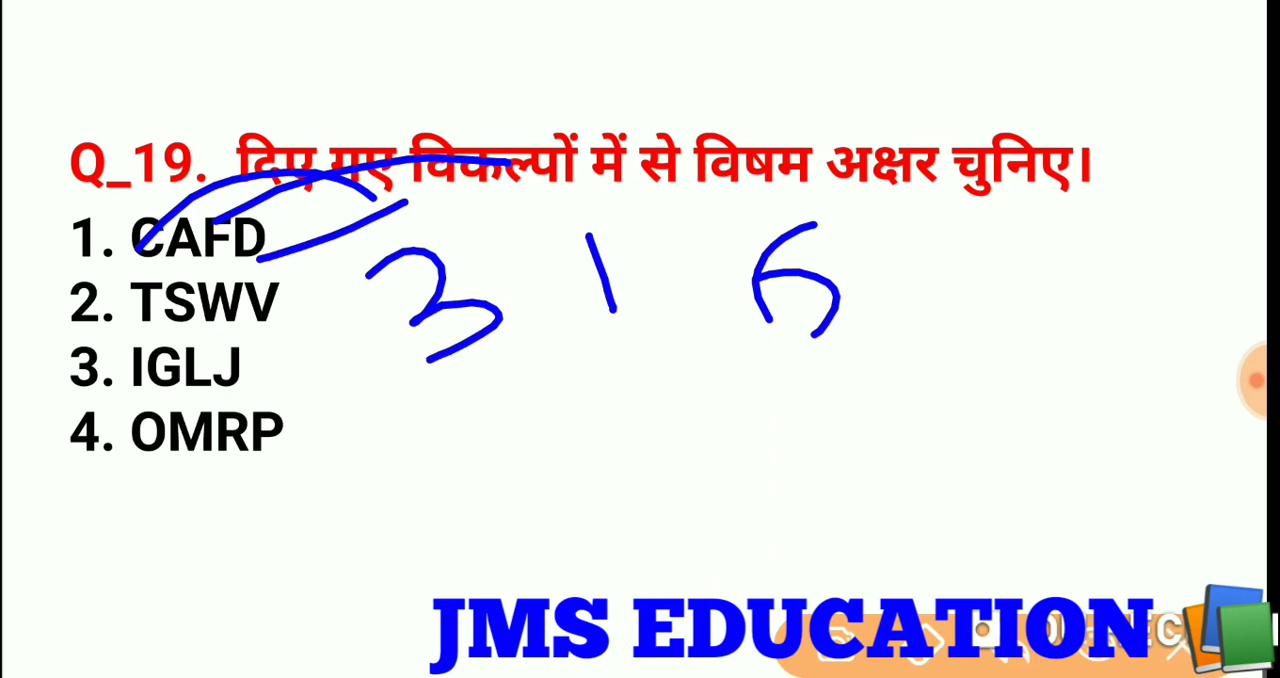 Q_19. दिए गए विकल्पों में से विषम अक्षर चुनिए।
1. CAFD
3 1 6
2. TSWV
3. IGLJ
4. OMRP
JMS EDUCATION